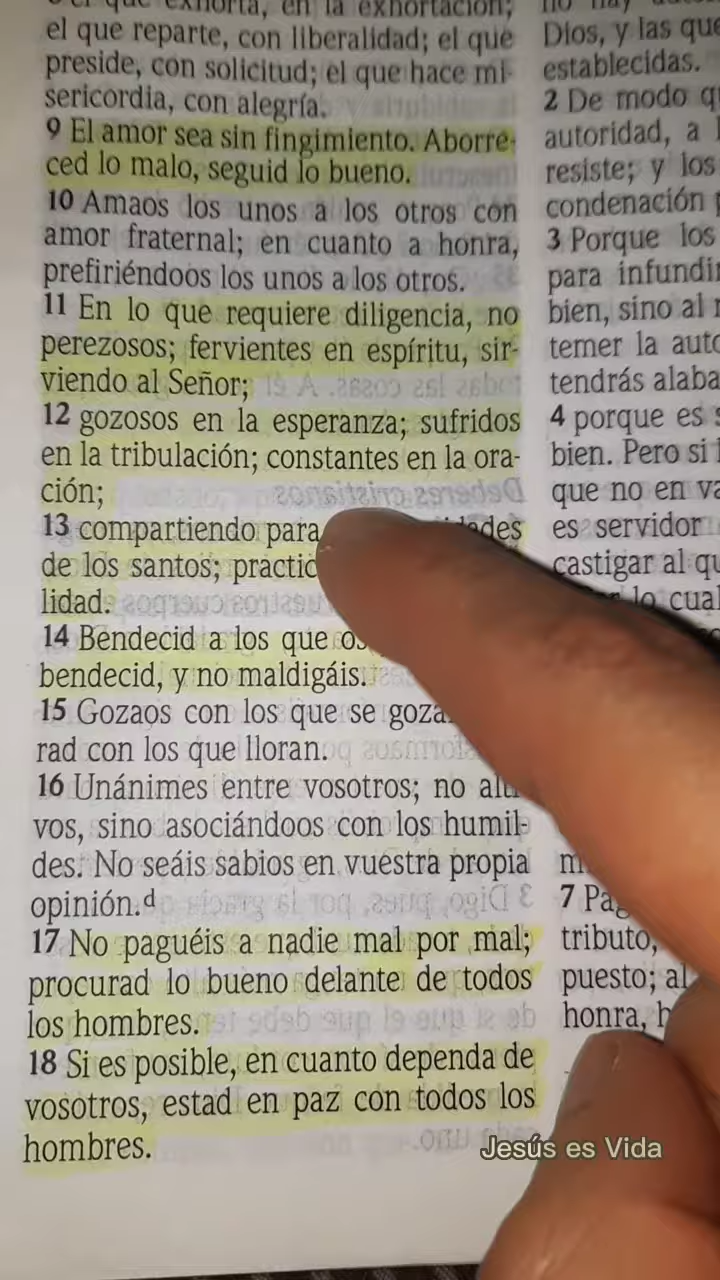 el que exhorta, en la exhortación;
el que reparte, con liberalidad; el que
preside, con solicitud; el que hace mi-
sericordia, con alegría.
9 El amor sea sin fingimiento. Aborre-
ced lo malo, seguid lo bueno.
10 Amaos los unos a los otros con
amor fraternal; en cuanto a honra,
prefiriéndoos los unos a los otros.
11 En lo que requiere diligencia, no
perezosos; fervientes en espíritu, sir-
viendo al Señor;
12 gozosos en la esperanza; sufridos
en la tribulación; constantes en la ora-
ción;
13 compartiendo para
de los santos;
lidad.
14 Bendecid a los que
bendecid, y no maldigáis.
15 Gozaos con los que se
rad con los que lloran.
16 Unánimes entre vosotros; no
vos, sino asociándoos con los humil-
des. No seáis sabios en vuestra propia
opinión.d
17 No paguéis a nadie mal por mal;
procurad lo bueno delante de todos
los hombres.
18 Si es posible, en cuanto dependa de
vosotros, estad en paz con todos los
hombres.
no hay
Dios, y las que
establecidas.
2 De modo
autoridad, a
resiste; y los
condenación
3 Porque los
para
bien, sino al
temer la
tendrás
4 porque es
bien. Pero si
que no en
es servidor
castigar al
lo cual
7
tributo,
puesto; al
honra,
Jesús es Vida